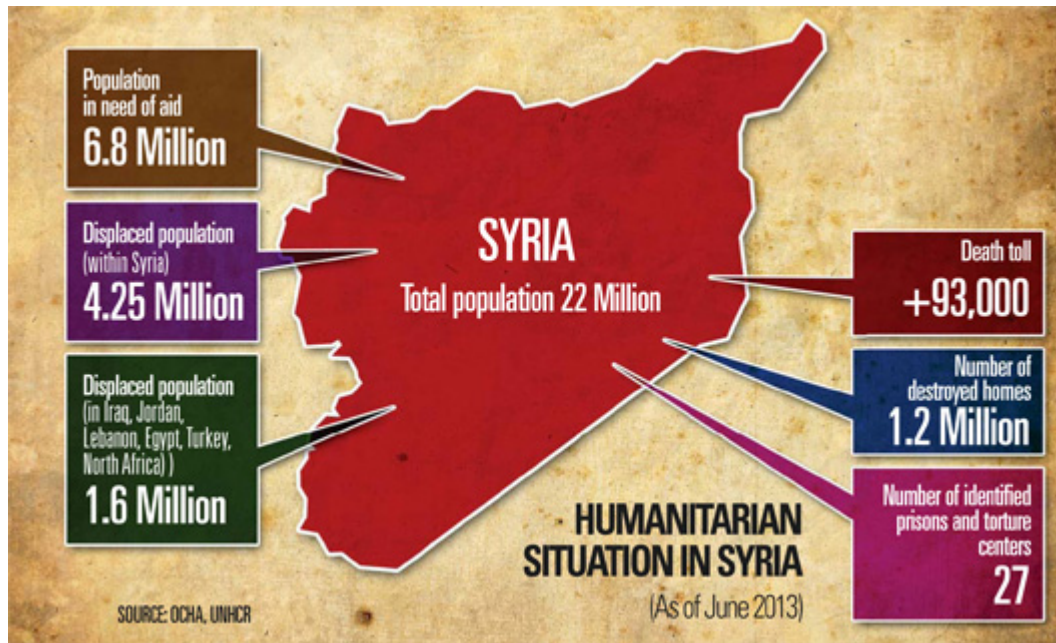 Population
in need of aid
6.8 Million
Displaced population
(within Syria)
4.25 Million
Displaced population
(in Iraq, Jordan,
Lebanon, Egypt, Turkey,
North Africa) )
1.6 Million
SYRIA
Total population 22 Million
Death toll
+93,000
Number of
destroyed homes
1.2 Million
Number of identified
prisons and torture
centers
27
HUMANITARIAN
SITUATION IN SYRIA
(As of June 2013)
SOURCE: OCHA, UNHCR